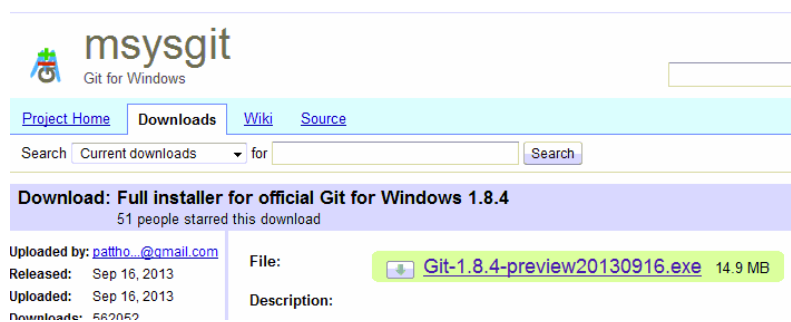 msysgit
Git for Windows
Project Home Downloads Wiki Source
Search Current downloads for Search
Download: Full installer for official Git for Windows 1.8.4
51 people starred this download
Uploaded by: pattho...@gmail.com
Released: Sep 16, 2013
Uploaded: Sep 16, 2013
Downloads: 562052
File: Git-1.8.4-preview20130916.exe 14.9 MB
Description: